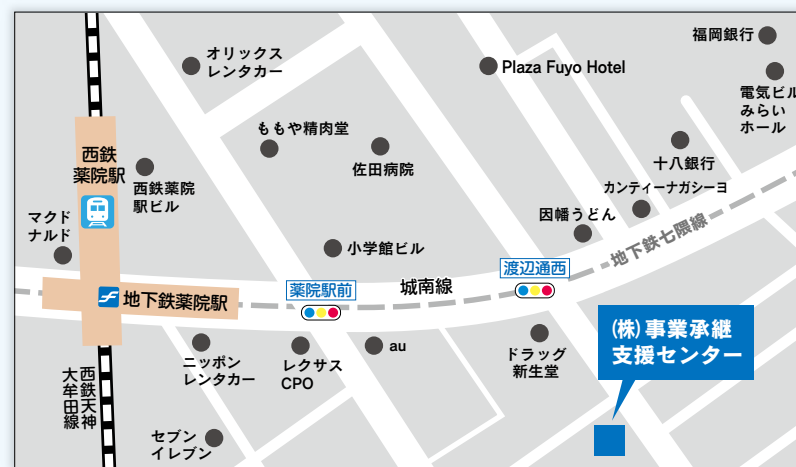 福岡銀行
オリックス
レンタカー
Plaza Fuyo Hotel
電気ビル
みらい
ホール
ももや精肉堂
西鉄
薬院駅
佐田病院
十八銀行
西鉄薬院
駅ビル
カンティーナガシーヨ
マクド
ナルド
因幡うどん
小学館ビル
地下鉄七隈線
渡辺通西
薬院駅前
城南線
地下鉄薬院駅
(株)事業承継
支援センター
ニッポン
レンタカー
レクサス
CPO
au
ドラッグ
新生堂
西鉄天神
大牟田線
セブン
イレブン